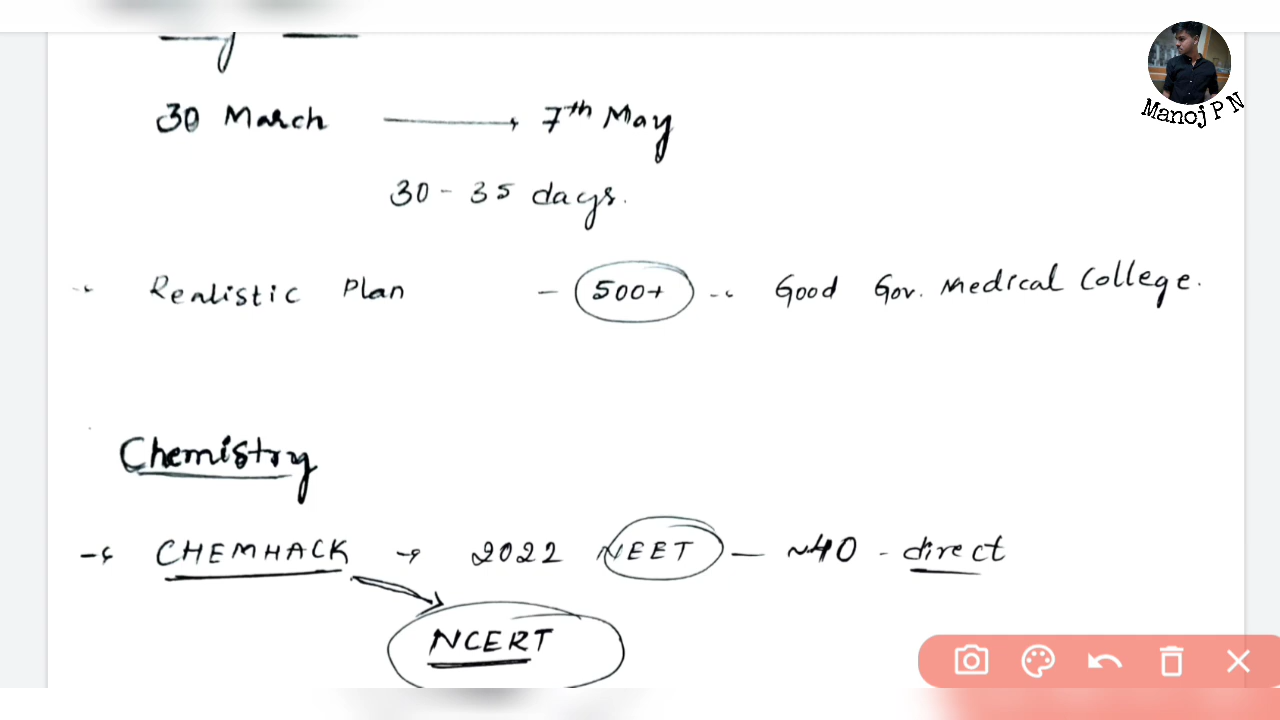 Manoj P N
30 March → 7th May
30 - 35 days.
Realistic Plan - 500+ Good Gov. Medical College.
Chemistry
→ CHEMHACK → 2022 NEET — ~40 - direct
NCERT